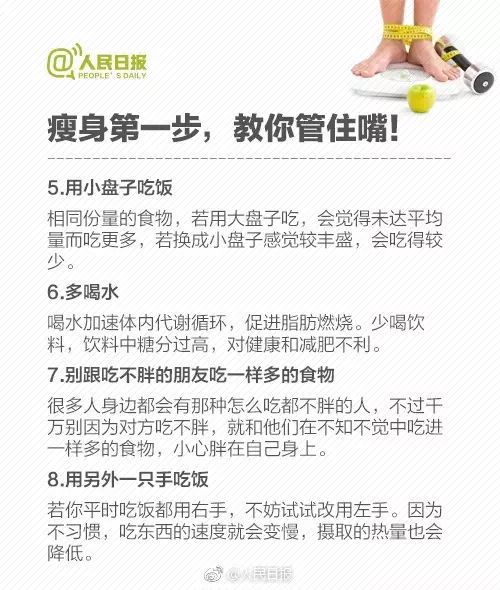 @人民日报
PEOPLE'S DAILY
瘦身第一步，教你管住嘴！
5.用小盘子吃饭
相同份量的食物，若用大盘子吃，会觉得未达平均
量而吃更多，若换成小盘子感觉较丰盛，会吃得较
少。
6.多喝水
喝水加速体内代谢循环，促进脂肪燃烧。少喝饮
料，饮料中糖分过高，对健康和减肥不利。
7.别跟吃不胖的朋友吃一样多的食物
很多人身边都会有那种怎么吃都不胖的人，不过千
万别因为对方吃不胖，就和他们在不知不觉中吃进
一样多的食物，小心胖在自己身上。
8.用另外一只手吃饭
若你平时吃饭都用右手，不妨试试改用左手。因为
不习惯，吃东西的速度就会变慢，摄取的热量也会
降低。
@人民日报